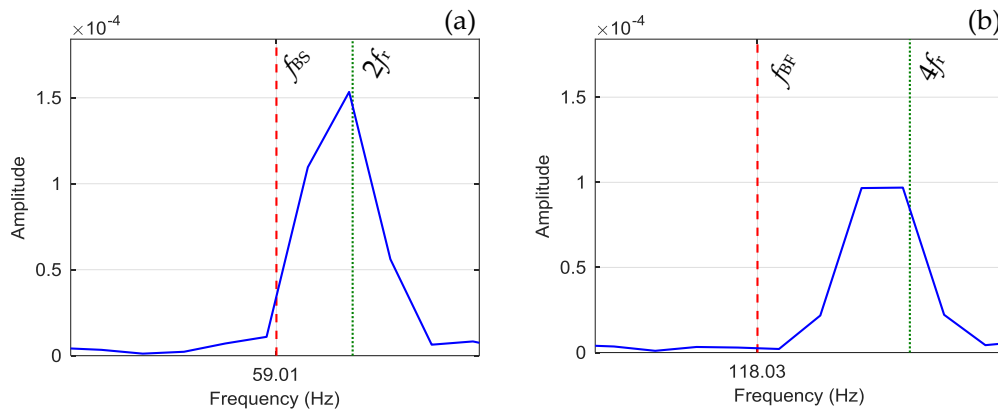 ×10⁻⁴
(a)
f_BS
2f_r
1.5
1
0.5
0
Amplitude
59.01
Frequency (Hz)
×10⁻⁴
(b)
f_BF
4f_r
1.5
1
0.5
0
Amplitude
118.03
Frequency (Hz)